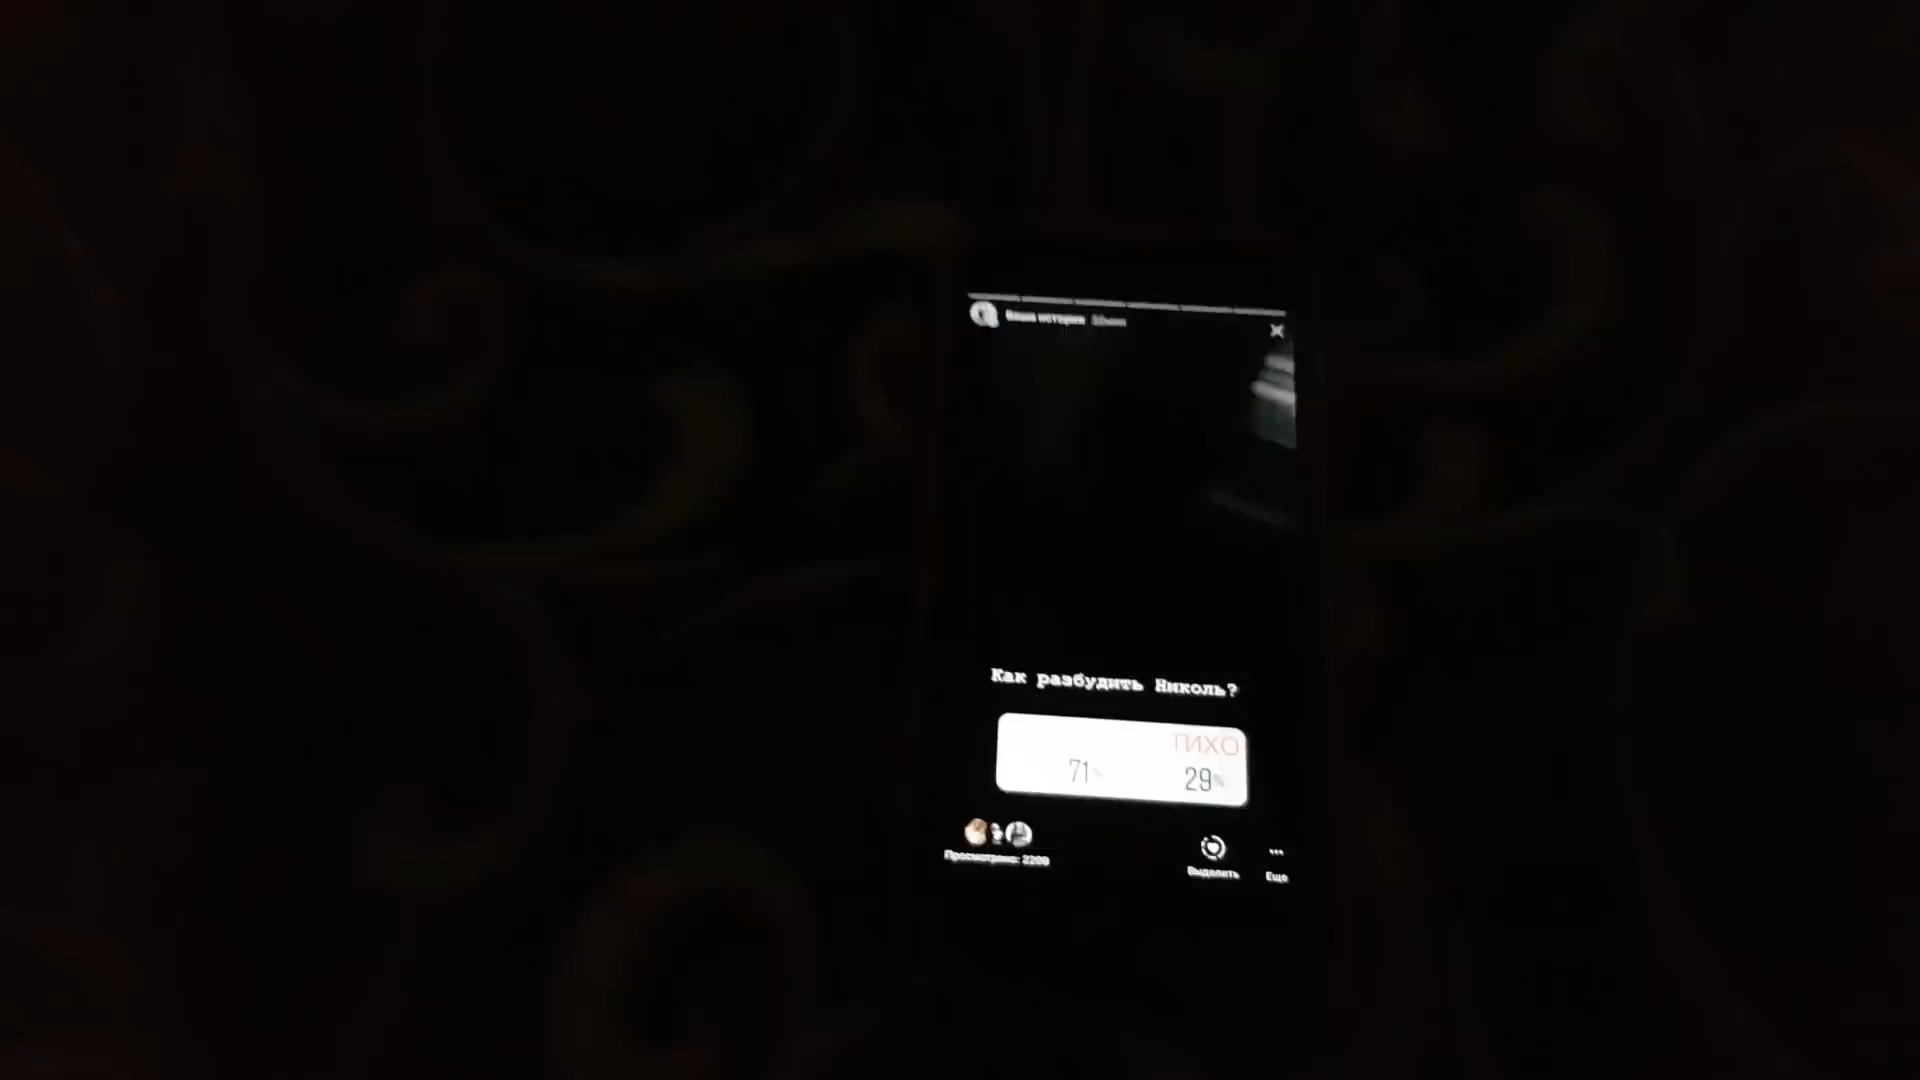 Ваша история
Как разбудить Николь?
ТИХО
71%
29%
Просмотрено: 2209
Выделить
Еще